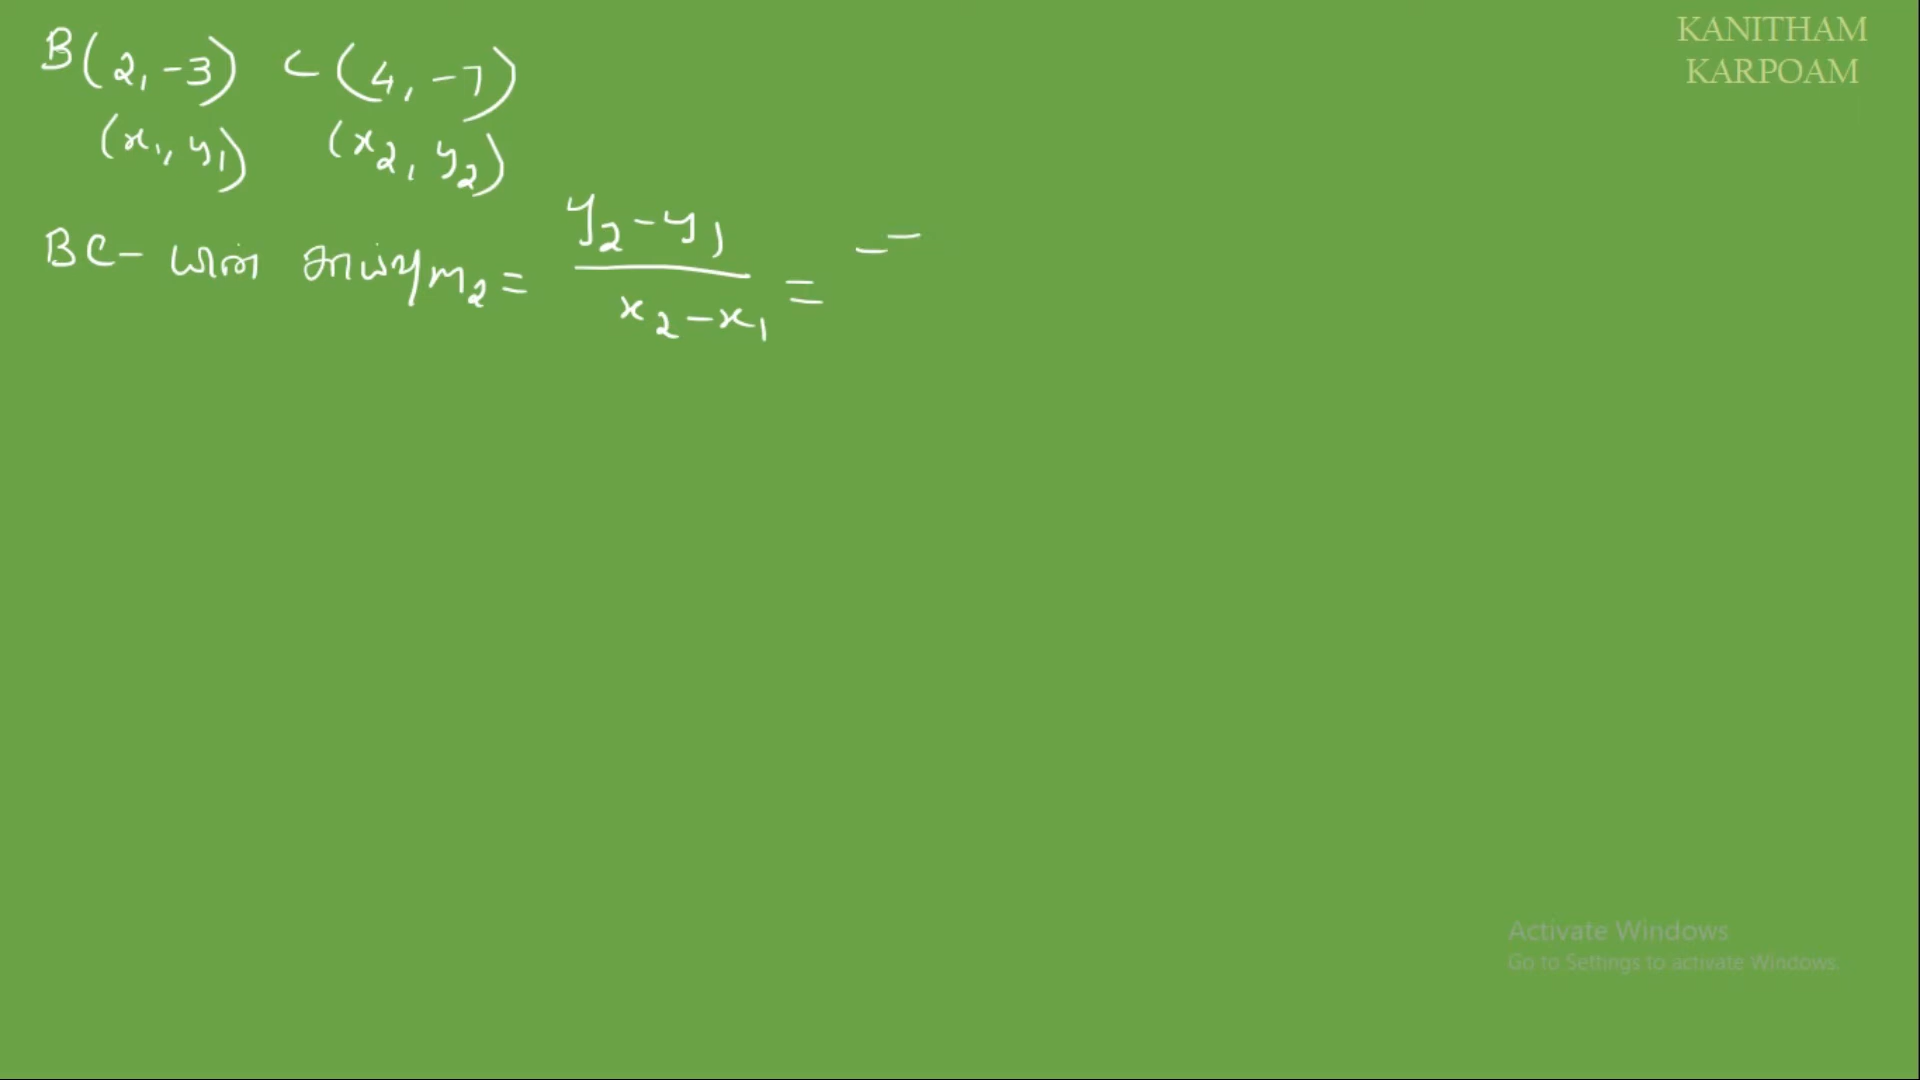 KANITHAM
KARPOAM
B(2, -3) C(4, -7)
(x₁, y₁) (x₂, y₂)
BC-யின் சாய்வு m₂ = (y₂ - y₁)/(x₂ - x₁) = --
Activate Windows
Go to Settings to activate Windows.